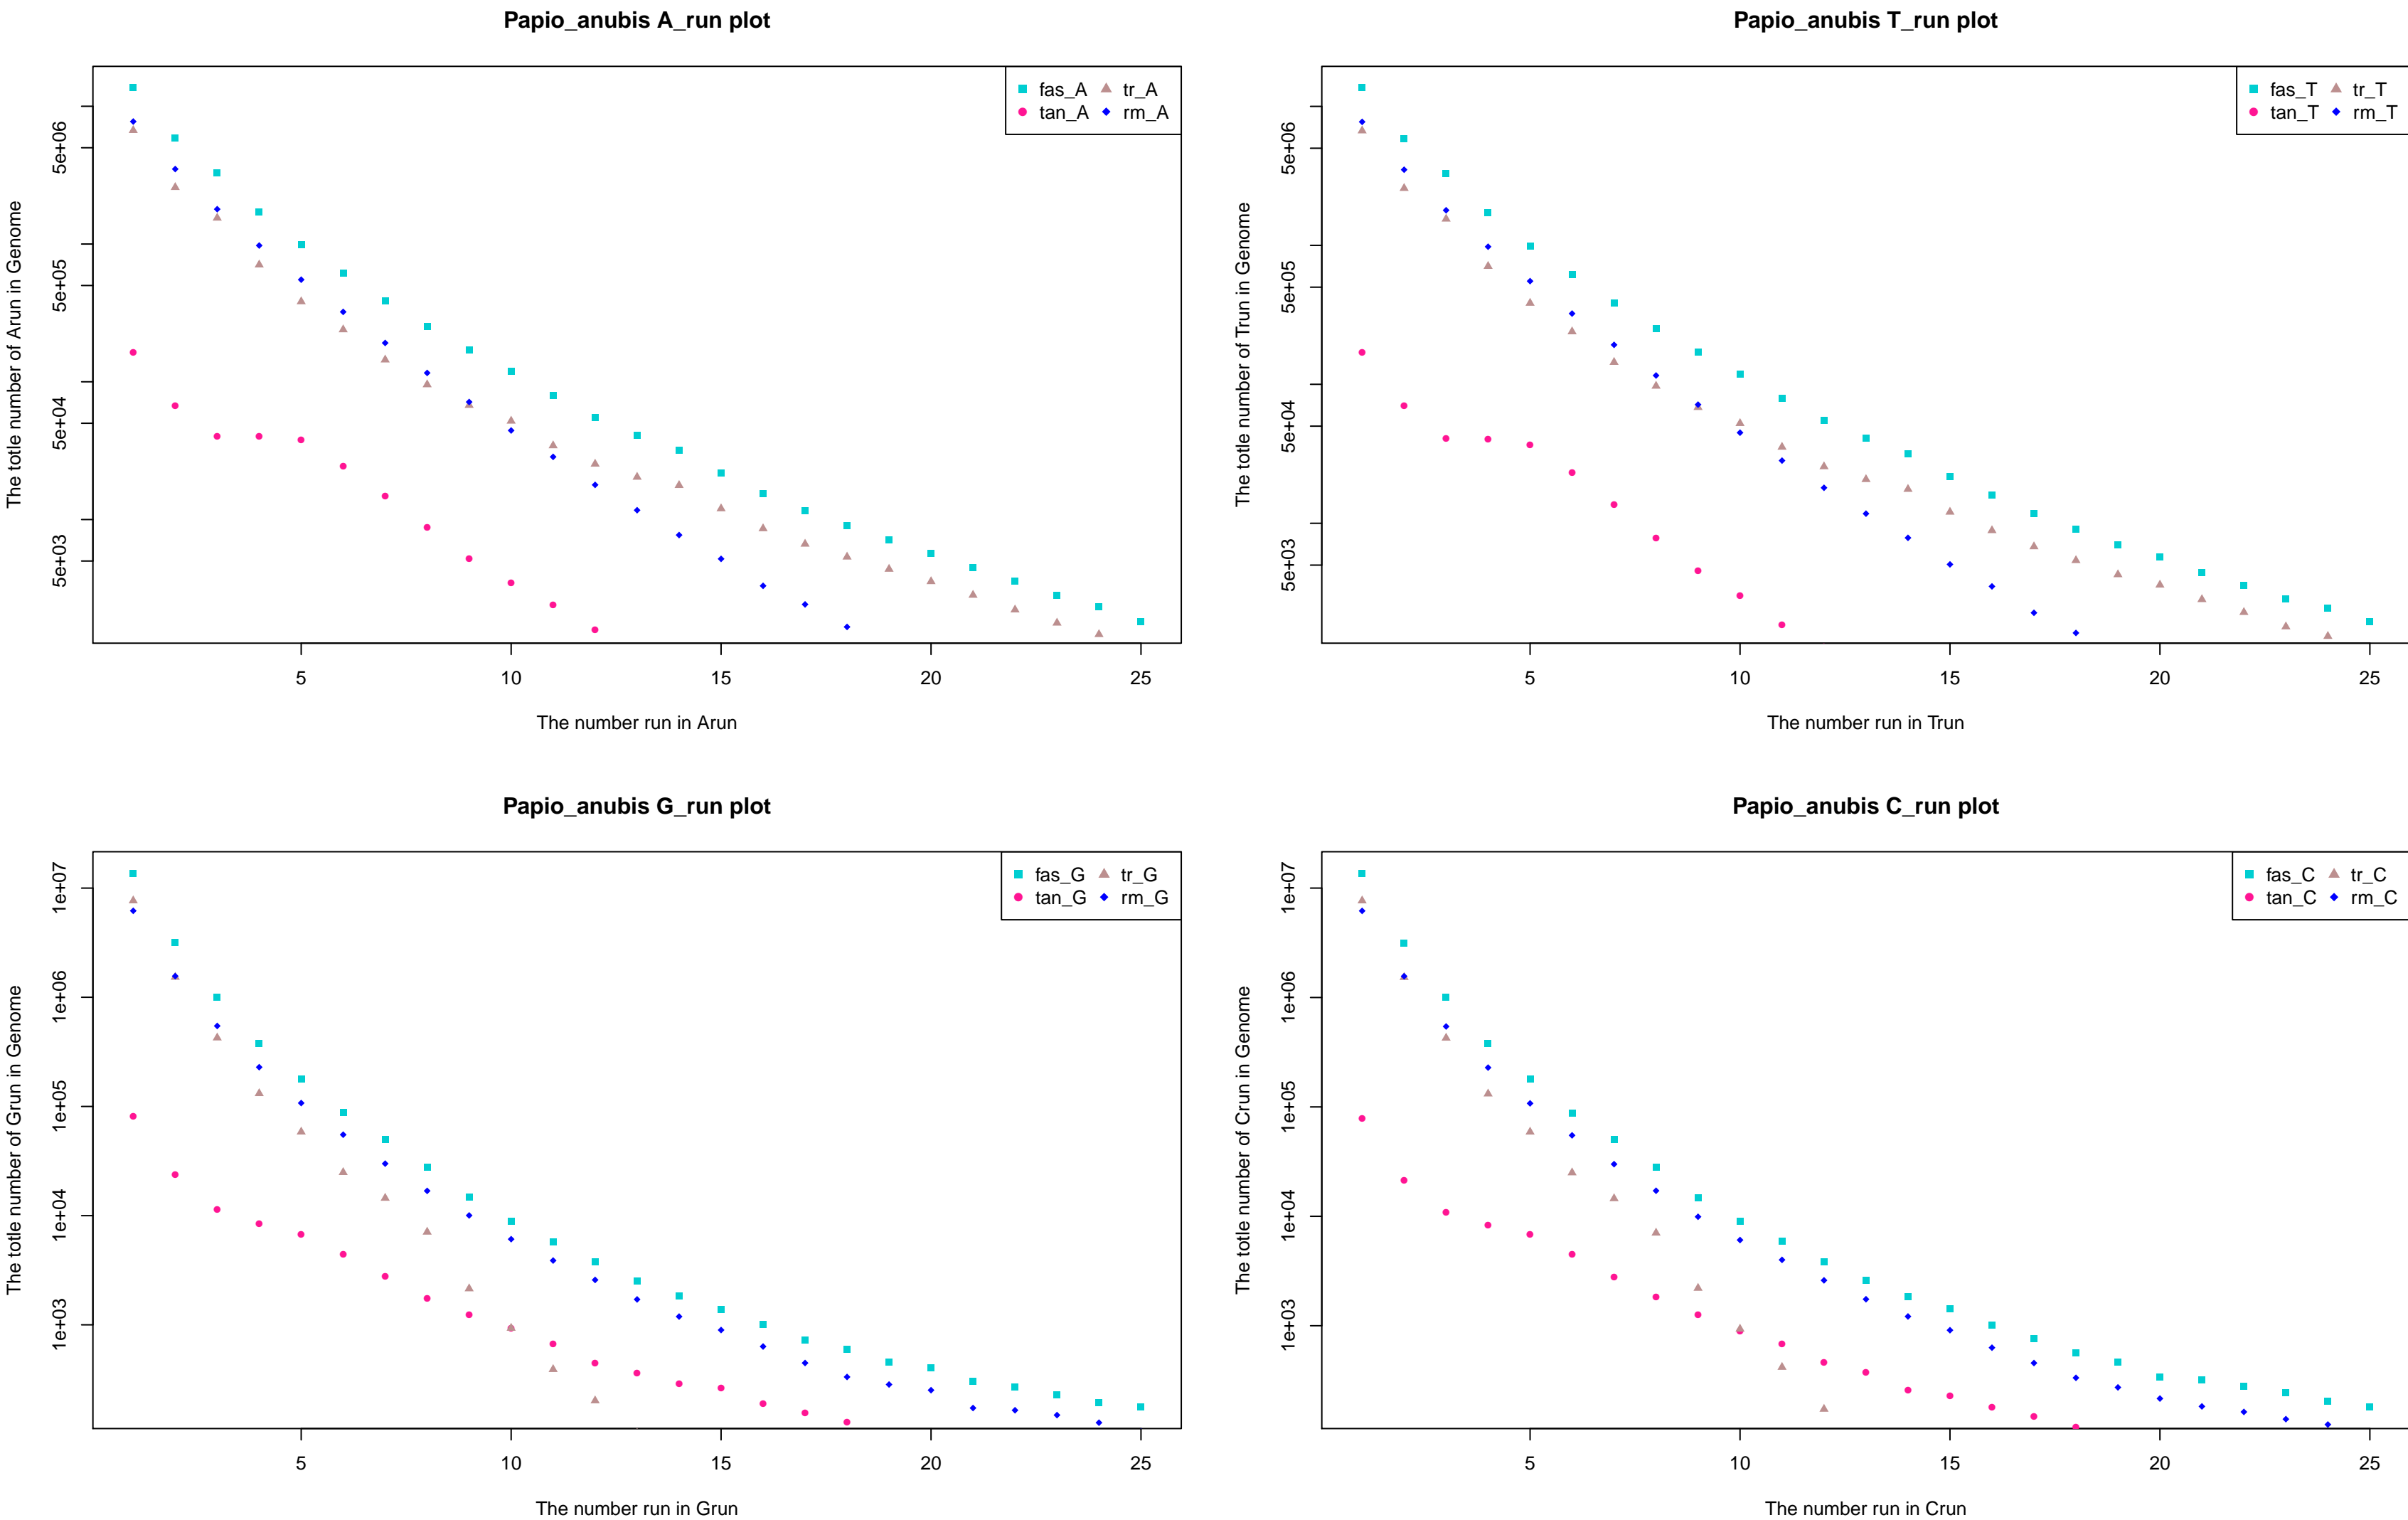 Papio_anubis A_run plot
The totle number of Arun in Genome
5e+06
5e+05
5e+04
5e+03
fas_A tr_A
tan_A rm_A
5 10 15 20 25
The number run in Arun
Papio_anubis T_run plot
The totle number of Trun in Genome
5e+06
5e+05
5e+04
5e+03
fas_T tr_T
tan_T rm_T
5 10 15 20 25
The number run in Trun
Papio_anubis G_run plot
The totle number of Grun in Genome
1e+07
1e+06
1e+05
1e+04
1e+03
fas_G tr_G
tan_G rm_G
5 10 15 20 25
The number run in Grun
Papio_anubis C_run plot
The totle number of Crun in Genome
1e+07
1e+06
1e+05
1e+04
1e+03
fas_C tr_C
tan_C rm_C
5 10 15 20 25
The number run in Crun